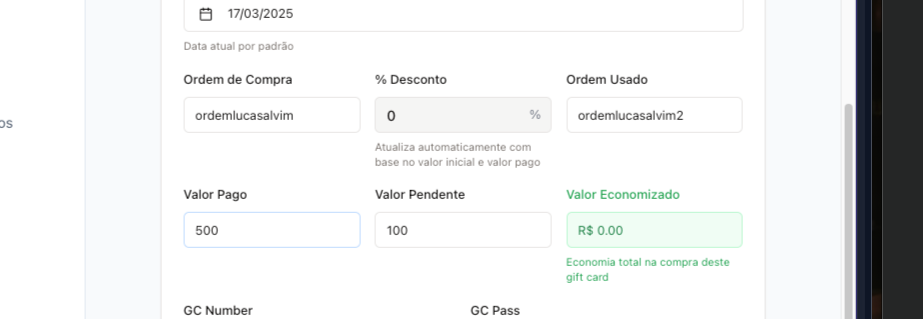 17/03/2025
Data atual por padrão
Ordem de Compra
% Desconto
Ordem Usado
ordemlucasalvim
0 %
ordemlucasalvim2
os
Atualiza automaticamente com
base no valor inicial e valor pago
Valor Pago
Valor Pendente
Valor Economizado
500
100
R$ 0.00
Economia total na compra deste
gift card
GC Number
GC Pass